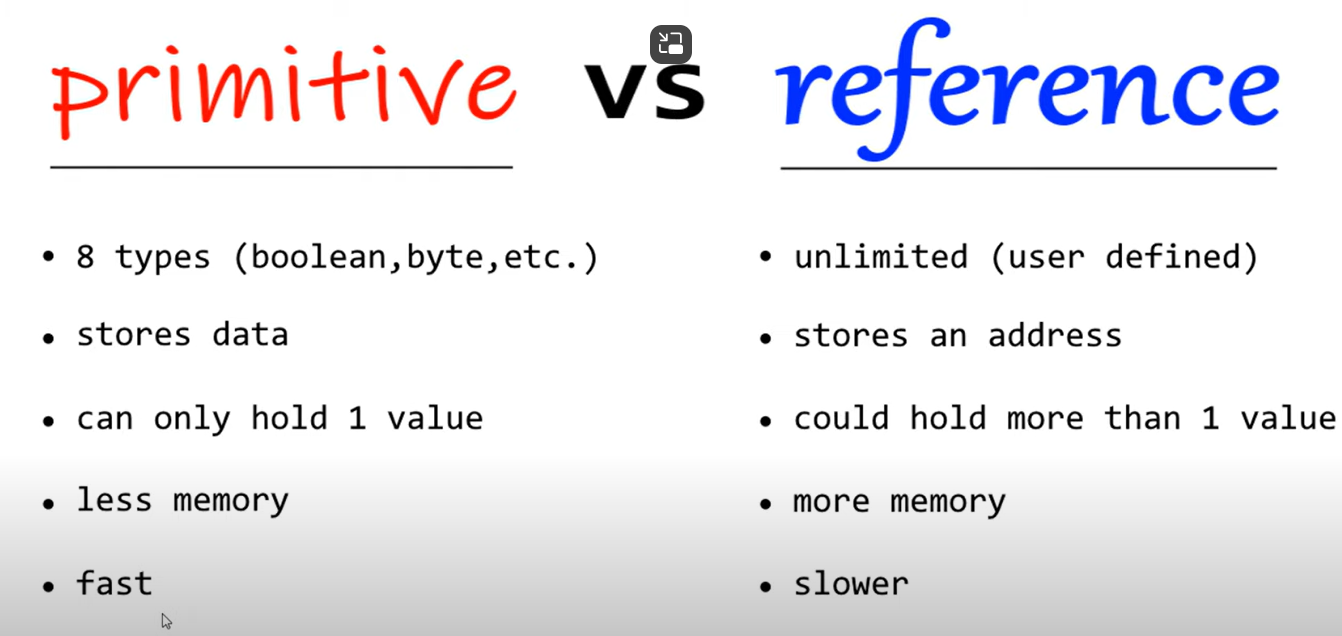 primitive vs reference
• 8 types (boolean,byte,etc.)
• stores data
• can only hold 1 value
• less memory
• fast
• unlimited (user defined)
• stores an address
• could hold more than 1 value
• more memory
• slower